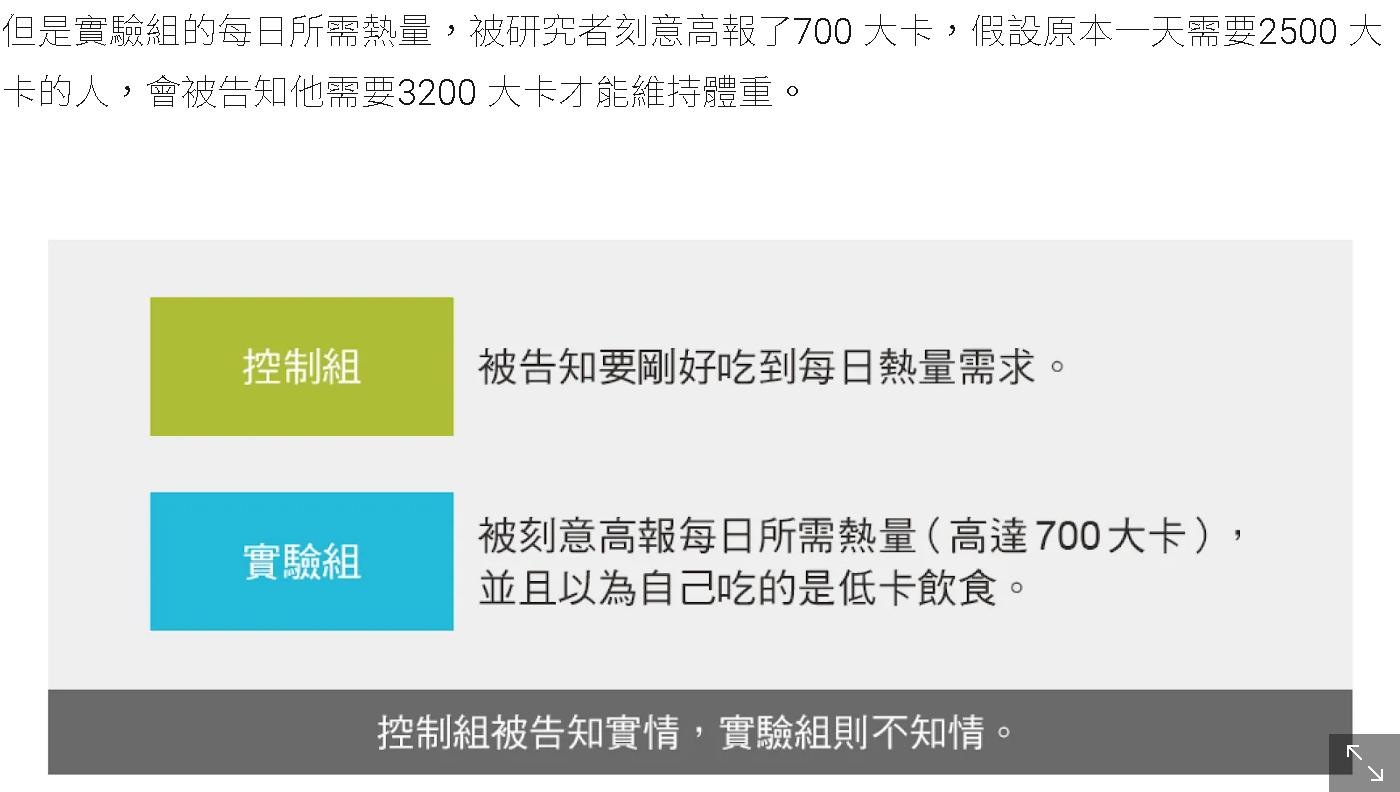 但是實驗組的每日所需熱量，被研究者刻意高報了700 大卡，假設原本一天需要2500 大
卡的人，會被告知他需要3200 大卡才能維持體重。
控制組
被告知要剛好吃到每日熱量需求。
實驗組
被刻意高報每日所需熱量（高達700大卡），
並且以為自己吃的是低卡飲食。
控制組被告知實情，實驗組則不知情。